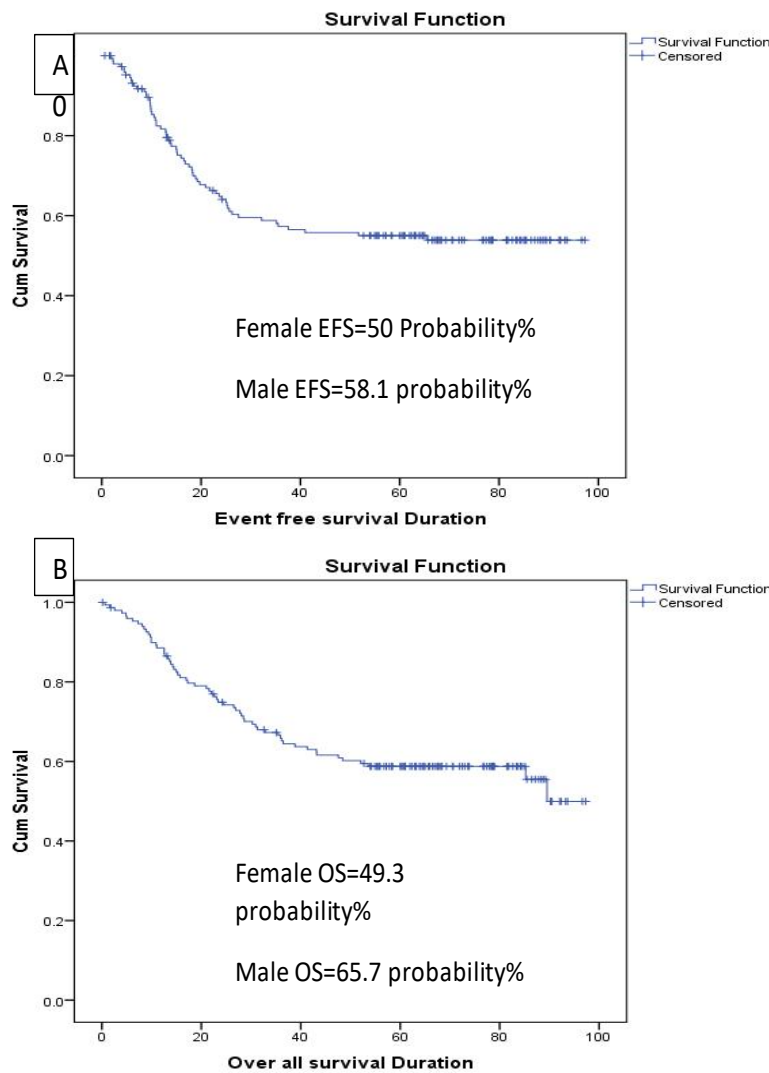 Survival Function
A
0
Survival Function
Censored
0.8
0.6
0.4
0.2
0.0
Cum Survival
Female EFS=50 Probability%
Male EFS=58.1 probability%
0 20 40 60 80 100
Event free survival Duration
B
Survival Function
Survival Function
Censored
1.0
0.8
0.6
0.4
0.2
0.0
Cum Survival
Female OS=49.3
probability%
Male OS=65.7 probability%
0 20 40 60 80 100
Over all survival Duration